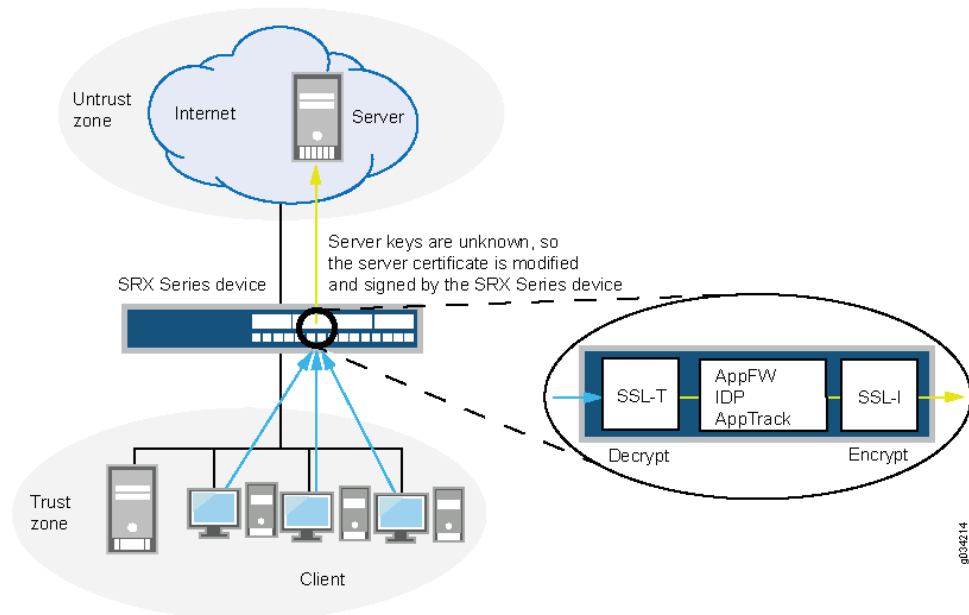 Untrust
zone
Internet
Server
Server keys are unknown, so
the server certificate is modified
and signed by the SRX Series device
SRX Series device
SSL-T
AppFW
IDP
AppTrack
SSL-I
Decrypt
Encrypt
Trust
zone
Client
g034214